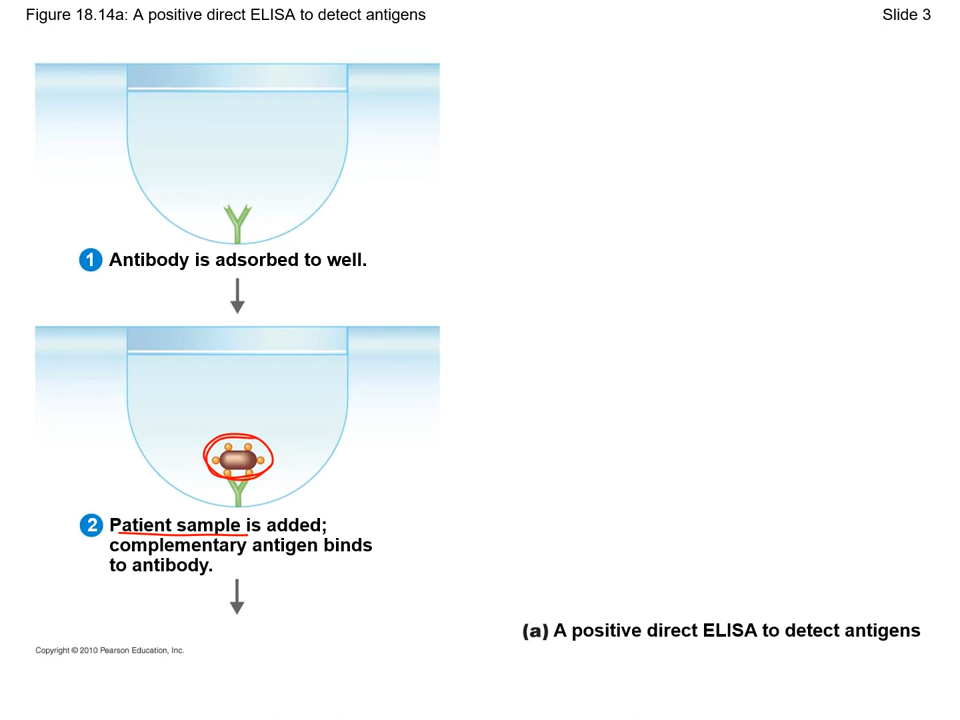 Figure 18.14a: A positive direct ELISA to detect antigens
Slide 3
1 Antibody is adsorbed to well.
2 Patient sample is added;
complementary antigen binds
to antibody.
(a) A positive direct ELISA to detect antigens
Copyright © 2010 Pearson Education, Inc.